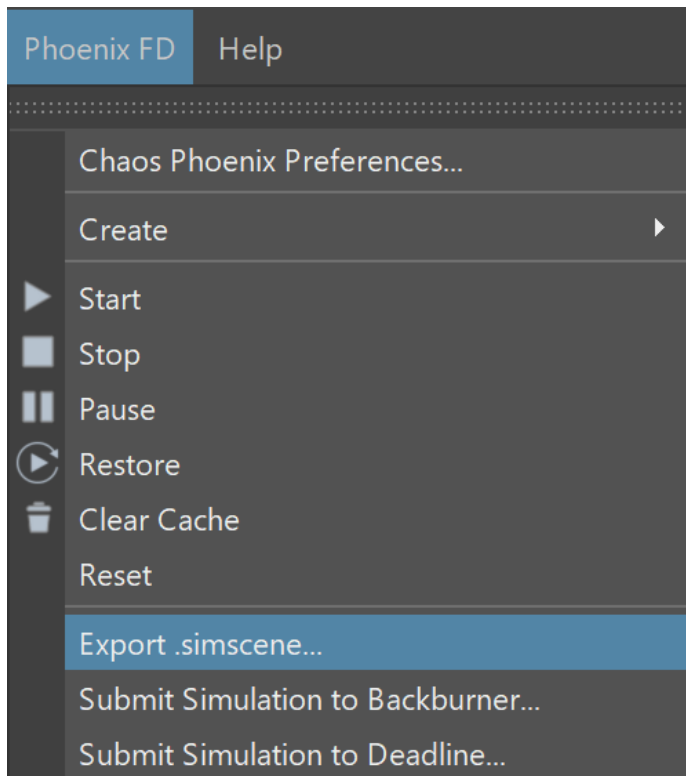 Phoenix FD Help
Chaos Phoenix Preferences...
Create
Start
Stop
Pause
Restore
Clear Cache
Reset
Export .simscene...
Submit Simulation to Backburner...
Submit Simulation to Deadline...